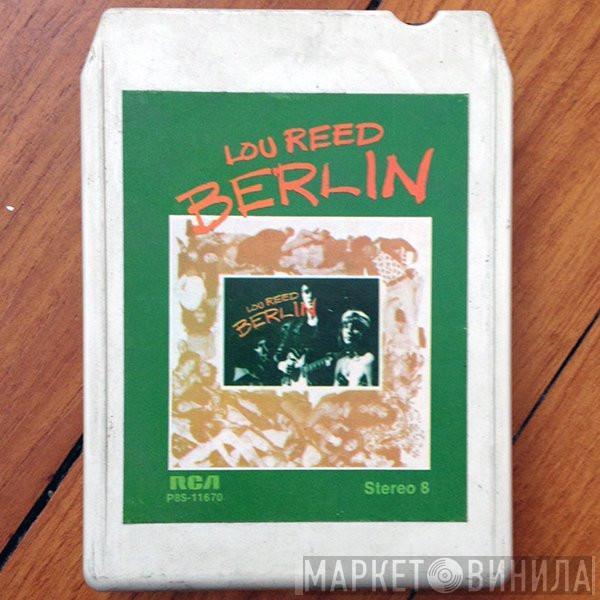 LOU REED
BERLIN
LOU REED
BERLIN
RCA
P8S-11670
Stereo 8
МАРКЕТ ВИНИЛА